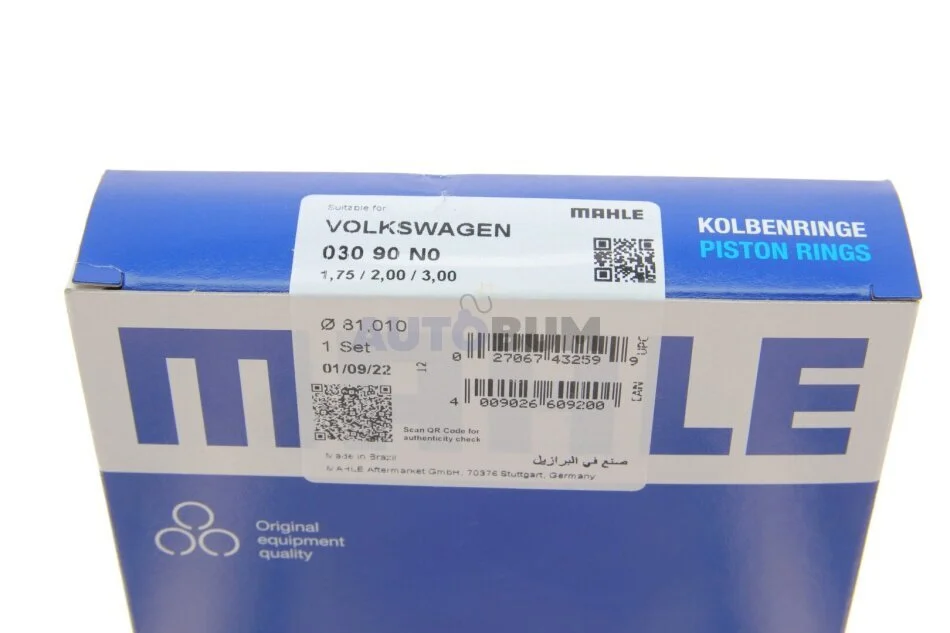 Suitable for
VOLKSWAGEN
MAHLE
030 90 N0
1,75 / 2,00 / 3,00
KOLBENRINGE
PISTON RINGS
Ø 81,010
1 Set
01/09/22
12
0 27067 43259 9
UPC
4 009026 609200
EAN
Scan QR Code for
authenticity check
Made in Brazil
صنع في البرازيل
MAHLE Aftermarket GmbH, 70376 Stuttgart, Germany
MAHLE
AUTOBUM
Original
equipment
quality